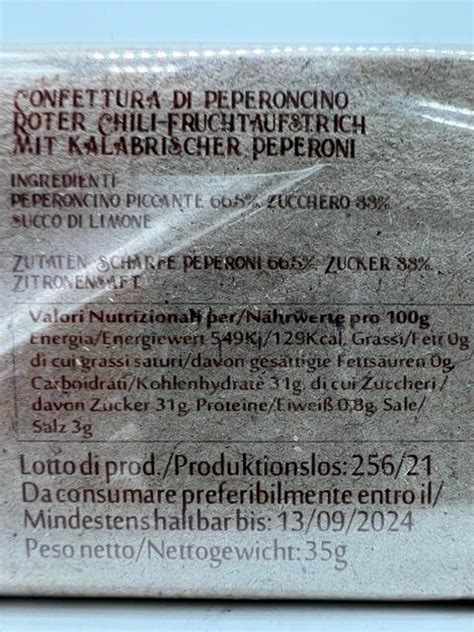 CONFETTURA DI PEPERONCINO
ROTER CHILI-FRUCHTAUFSTRICH
MIT KALABRISCHER PEPERONI
INGREDIENTI
PEPERONCINO PICCANTE 66,5%, ZUCCHERO 33%,
SUCCO DI LIMONE
ZUTATEN: SCHARFE PEPERONI 66,5%, ZUCKER 33%,
ZITRONENSAFT
Valori Nutrizionali per/Nährwerte pro 100g
Energia/Energiewert 549Kj/129Kcal, Grassi/Fett 0g
di cui grassi saturi/davon gesättigte Fettsäuren 0g,
Carboidrati/Kohlenhydrate 31g, di cui Zuccheri/
davon Zucker 31g, Proteine/Eiweiß 0,8g, Sale/
Salz 3g
Lotto di prod./Produktionslos: 256/21
Da consumare preferibilmente entro il/
Mindestens haltbar bis: 13/09/2024
Peso netto/Nettogewicht: 35g